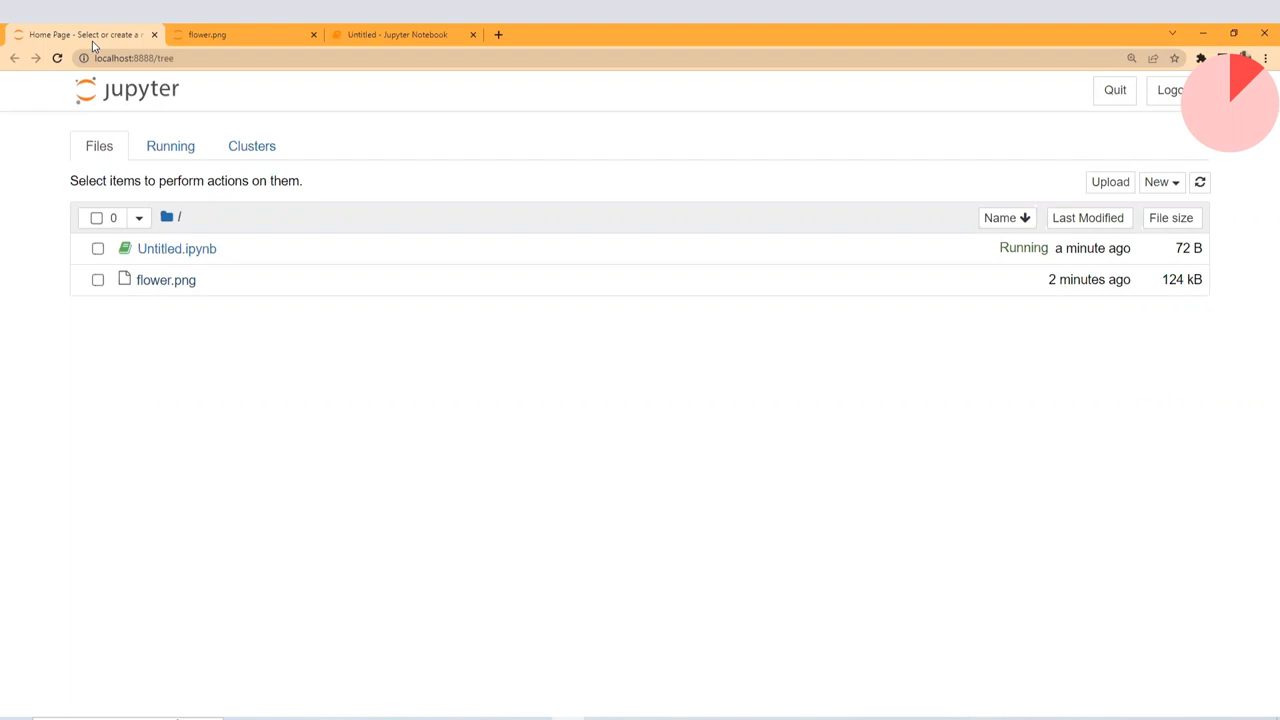 Home Page - Select or create a n
flower.png
Untitled - Jupyter Notebook
localhost:8888/tree
jupyter
Quit
Logo
Files
Running
Clusters
Select items to perform actions on them.
Upload
New
0
/
Name
Last Modified
File size
Untitled.ipynb
Running
a minute ago
72 B
flower.png
2 minutes ago
124 kB